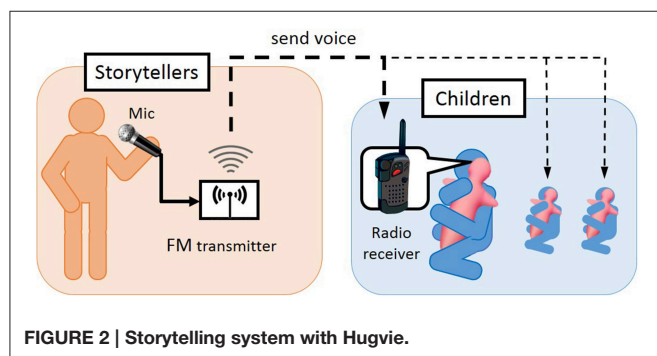 send voice
Storytellers
Children
Mic
FM transmitter
Radio
receiver
FIGURE 2 | Storytelling system with Hugvie.